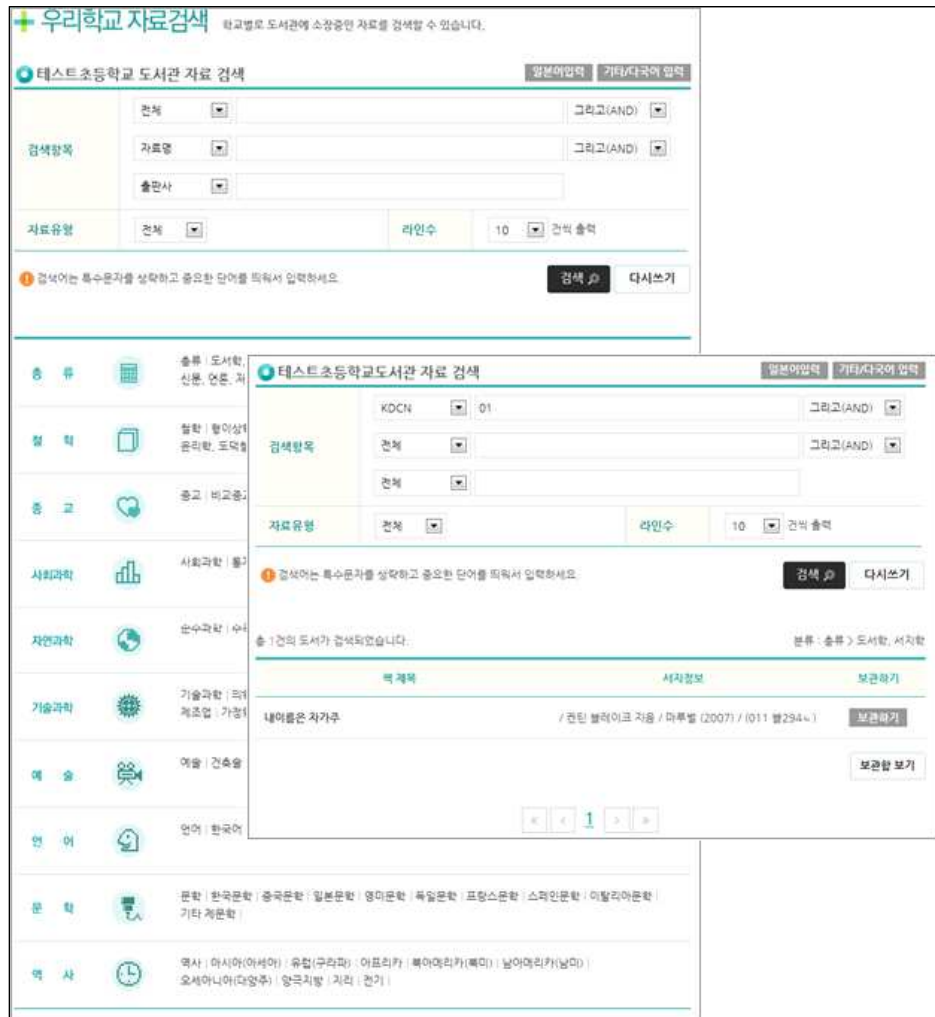 우리학교 자료검색 학교별로 도서관에 소장중인 자료를 검색할 수 있습니다.
테스트초등학교 도서관 자료 검색 일본어입력 기타/다국어 입력
전체 그리고(AND)
검색항목 자료명 그리고(AND)
출판사
자료유형 전체 라인수 10 건씩 출력
검색어는 특수문자를 생략하고 중요한 단어를 띄워서 입력하세요
검색 다시쓰기
총 류 총류 | 도서학,
신문, 언론, 저
철 학 철학 | 형이상학
윤리학, 도덕철
종 교 종교 | 비교종교
사회과학 사회과학 | 통계
자연과학 순수과학 | 수학
기술과학 기술과학 | 의학
제조업 | 가정학
예 술 예술 | 건축술
언 어 언어 | 한국어
문 학 문학 | 한국문학 | 중국문학 | 일본문학 | 영미문학 | 독일문학 | 프랑스문학 | 스페인문학 | 이탈리아문학 |
기타 제문학 |
역 사 역사 | 아시아(아세아) | 유럽(구라파) | 아프리카 | 북아메리카(북미) | 남아메리카(남미) |
오세아니아(대양주) | 양극지방 | 지리 | 전기 |
테스트초등학교도서관 자료 검색 일본어입력 기타/다국어 입력
KDCN 01 그리고(AND)
검색항목 전체 그리고(AND)
전체
자료유형 전체 라인수 10 건씩 출력
검색어는 특수문자를 생략하고 중요한 단어를 띄워서 입력하세요
검색 다시쓰기
총 1건의 도서가 검색되었습니다. 분류 : 총류 > 도서학, 서지학
책 제목 서지정보 보관하기
내이름은 자가주 / 퀀틴 블레이크 지음 / 마루벌 (2007) / (011 블294ㄴ) 보관하기
보관함 보기
« ‹ 1 › »